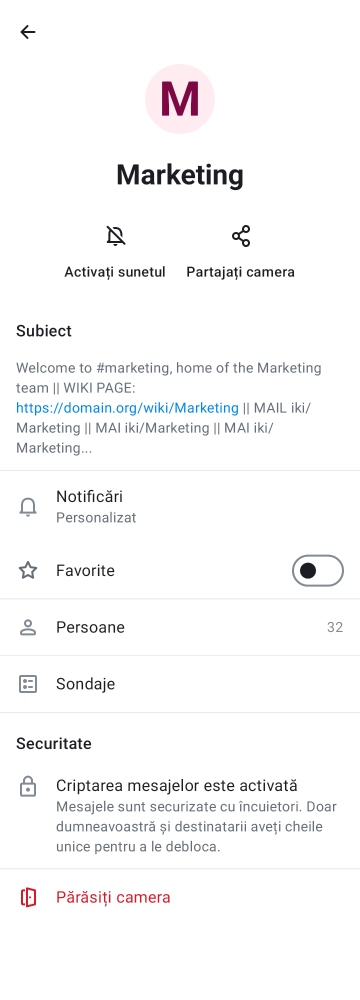 M
Marketing
Activați sunetul
Partajați camera
Subiect
Welcome to #marketing, home of the Marketing
team || WIKI PAGE:
https://domain.org/wiki/Marketing || MAIL iki/
Marketing || MAI iki/Marketing || MAI iki/
Marketing...
Notificări
Personalizat
Favorite
Persoane 32
Sondaje
Securitate
Criptarea mesajelor este activată
Mesajele sunt securizate cu încuietori. Doar
dumneavoastră și destinatarii aveți cheile
unice pentru a le debloca.
Părăsiți camera